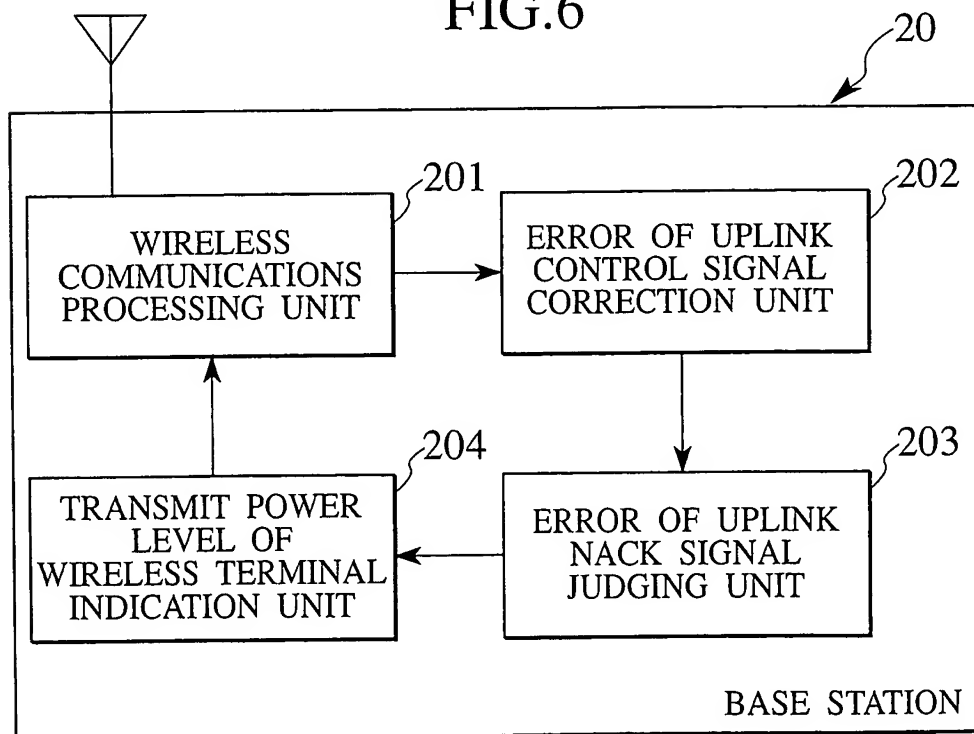 FIG.6
20
201
WIRELESS
COMMUNICATIONS
PROCESSING UNIT
202
ERROR OF UPLINK
CONTROL SIGNAL
CORRECTION UNIT
204
TRANSMIT POWER
LEVEL OF
WIRELESS TERMINAL
INDICATION UNIT
203
ERROR OF UPLINK
NACK SIGNAL
JUDGING UNIT
BASE STATION